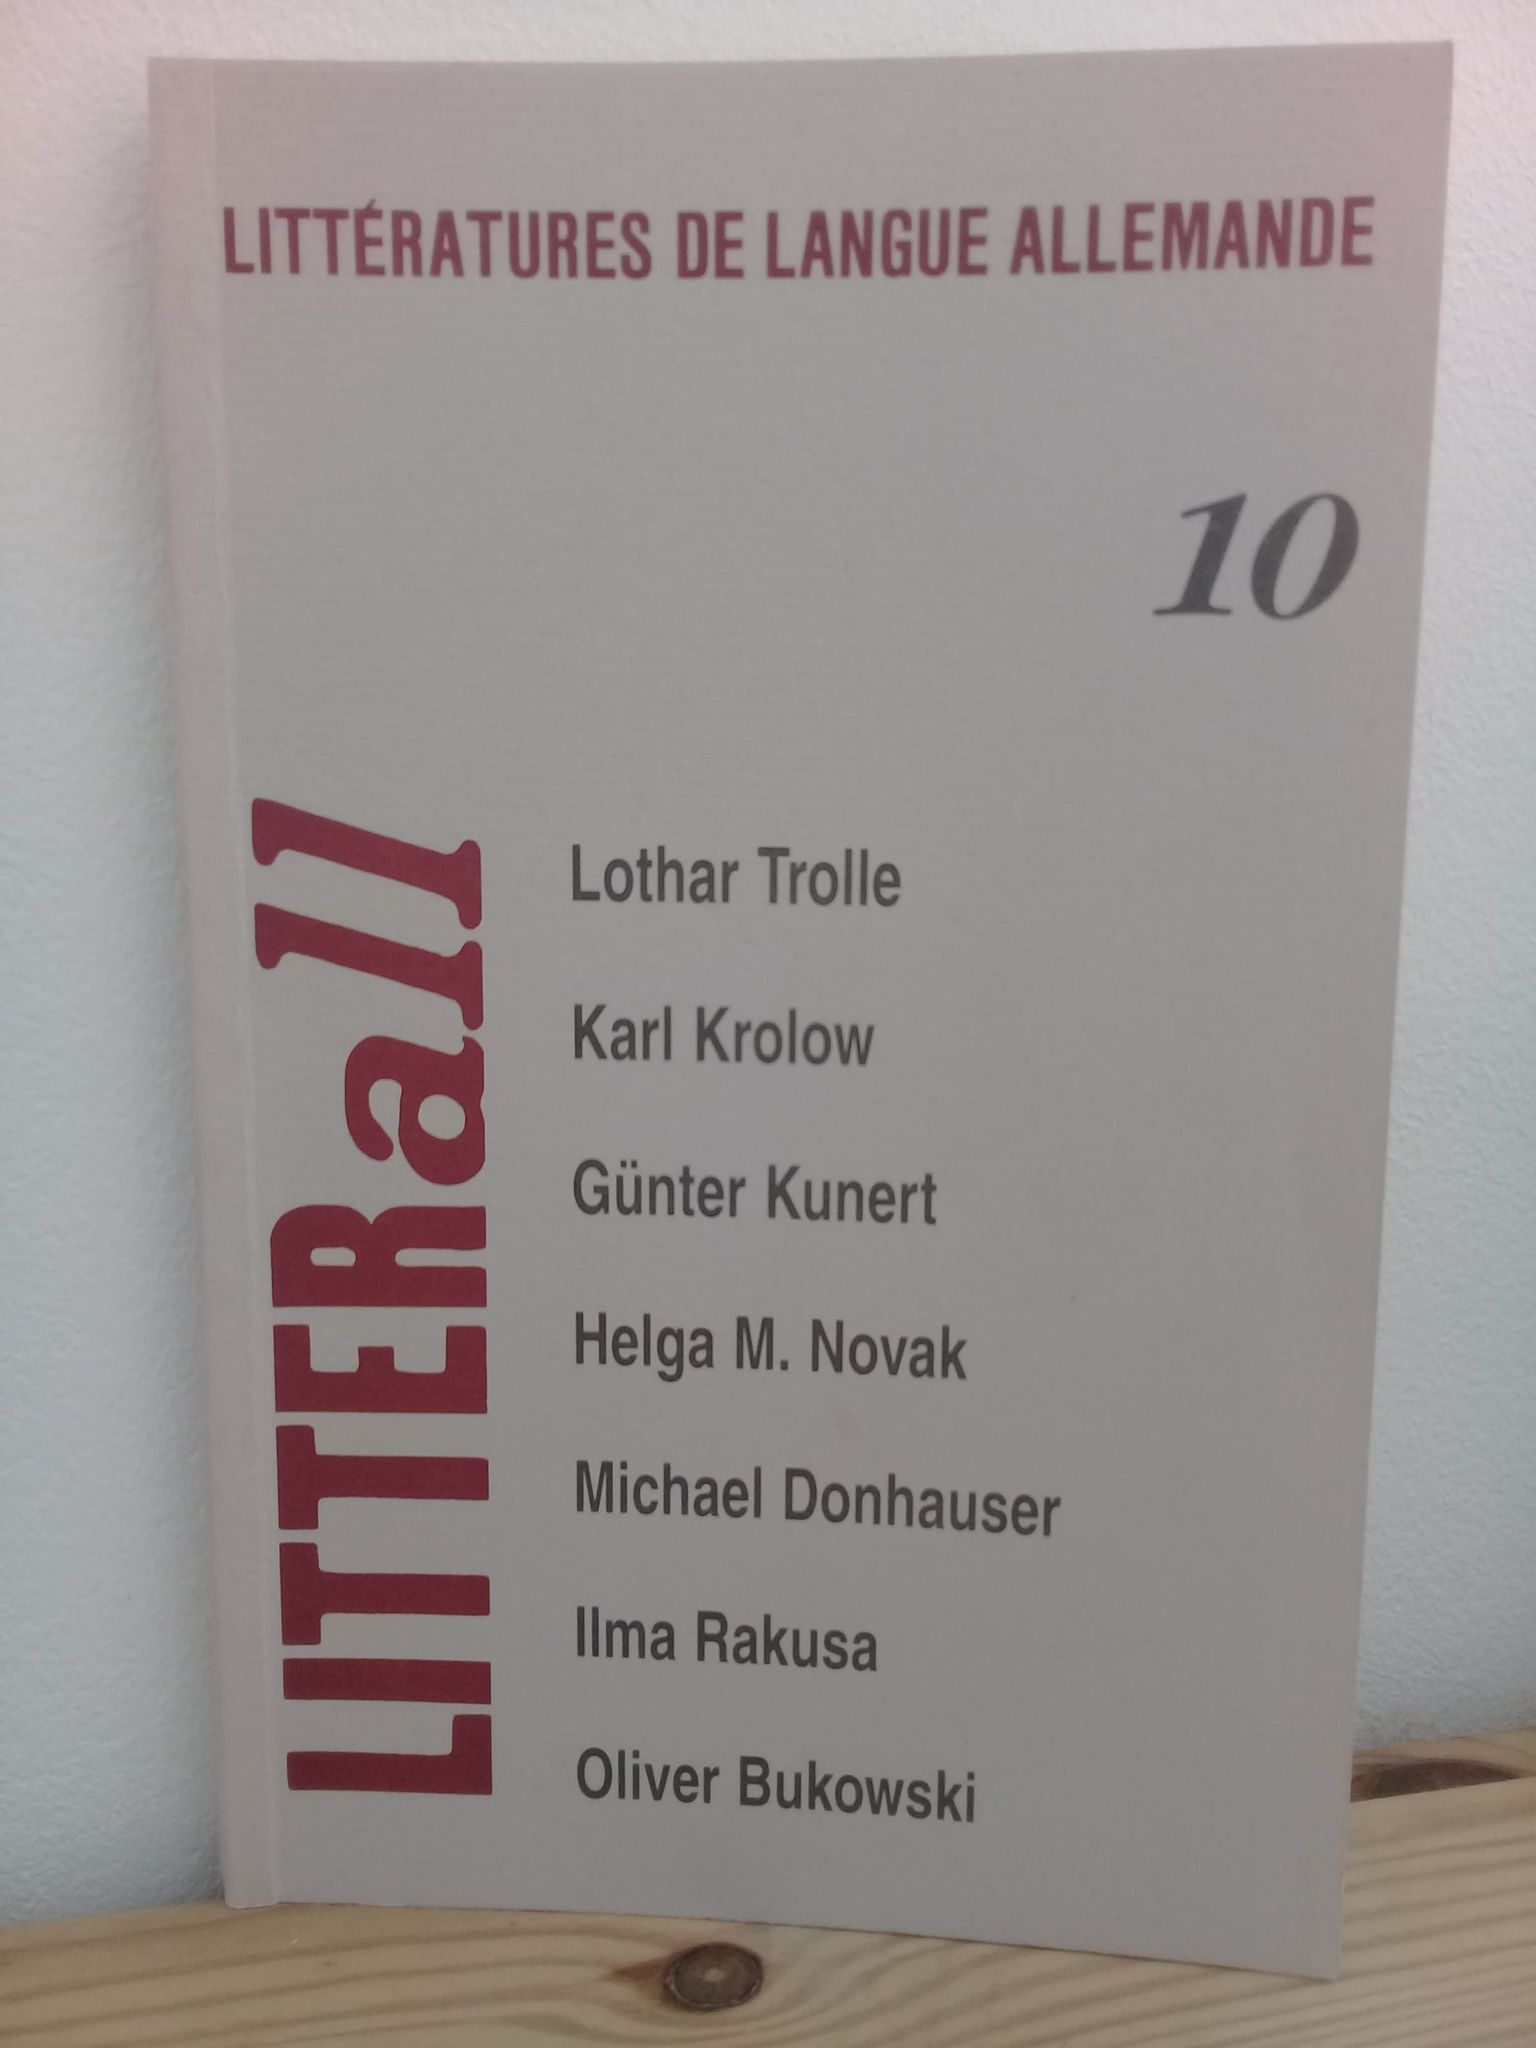 LITTÉRATURES DE LANGUE ALLEMANDE
10
LITTERall
Lothar Trolle
Karl Krolow
Günter Kunert
Helga M. Novak
Michael Donhauser
Ilma Rakusa
Oliver Bukowski